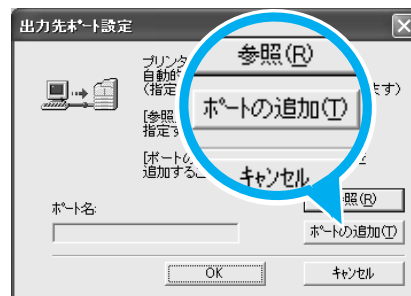 出力先ﾎﾟｰﾄ設定
プリンタ
自動的
(指定
ます)
[参照
指定す
[ポートの
追加するこ
参照(R)
ポートの追加(T)
キャンセル
ポート名:
照(R)
ポートの追加(T)
OK
キャンセル